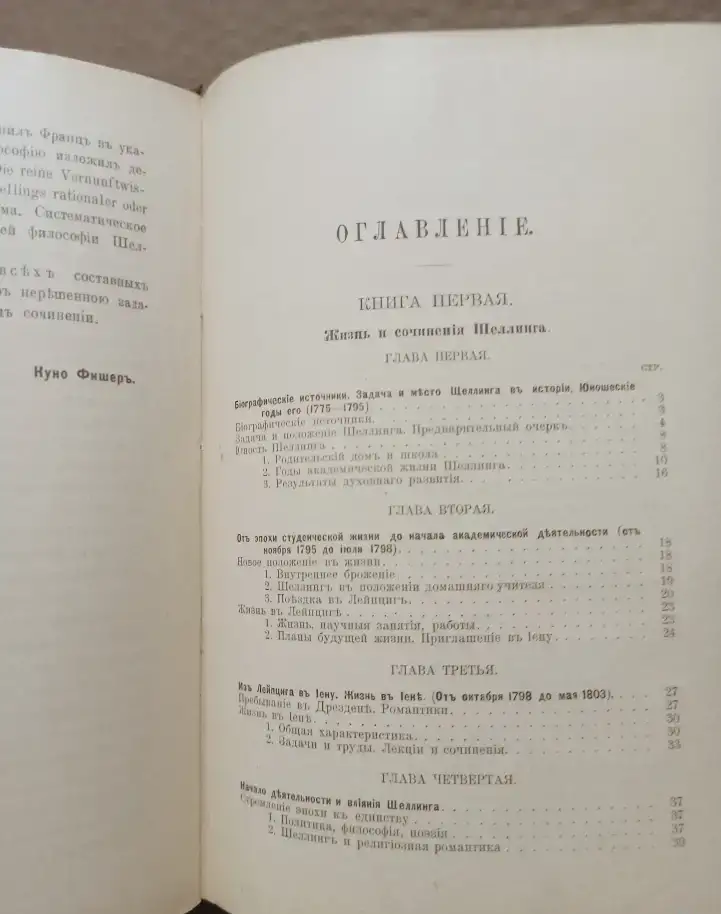 нилъ Францъ въ ука-
ософію изложилъ де-
Die reine Vernunftwis-
ellings rationaler oder
ма. Систематическое
ей философіи Шел-
всѣхъ составныхъ
ъ нерѣшенною зада-
ъ сочиненіи.
Куно Фишеръ.
ОГЛАВЛЕНІЕ.
КНИГА ПЕРВАЯ.
Жизнь и сочиненія Шеллинга.
ГЛАВА ПЕРВАЯ.
СТР.
Біографическіе источники. Задача и мѣсто Шеллинга въ исторіи. Юношескіе
годы его (1775—1795) 3
Біографическіе источники. 3
Задача и положеніе Шеллинга. Предварительный очеркъ 4
Юность Шеллинга 8
1. Родительскій домъ и школа 8
2. Годы академической жизни Шеллинга 10
3. Результаты духовнаго развитія. 16
ГЛАВА ВТОРАЯ.
Отъ эпохи студенческой жизни до начала академической дѣятельности (отъ
ноября 1795 до іюля 1798). 18
Новое положеніе въ жизни 18
1. Внутреннее броженіе 18
2. Шеллингъ въ положеніи домашняго учителя 19
3. Поѣздка въ Лейпцигъ. 20
Жизнь въ Лейпцигѣ 23
1. Жизнь, научныя занятія, работы. 23
2. Планы будущей жизни. Приглашеніе въ Іену 24
ГЛАВА ТРЕТЬЯ.
Изъ Лейпцига въ Іену. Жизнь въ Іенѣ. (Отъ октября 1798 до мая 1803). 27
Пребываніе въ Дрезденѣ. Романтики. 27
Жизнь въ Іенѣ. 30
1. Общая характеристика. 30
2. Задачи и труды. Лекціи и сочиненія. 33
ГЛАВА ЧЕТВЕРТАЯ.
Начало дѣятельности и вліянія Шеллинга. 37
Стремленіе эпохи къ единству 37
1. Политика, философія, поэзія 37
2. Шеллингъ и религіозная романтика 39